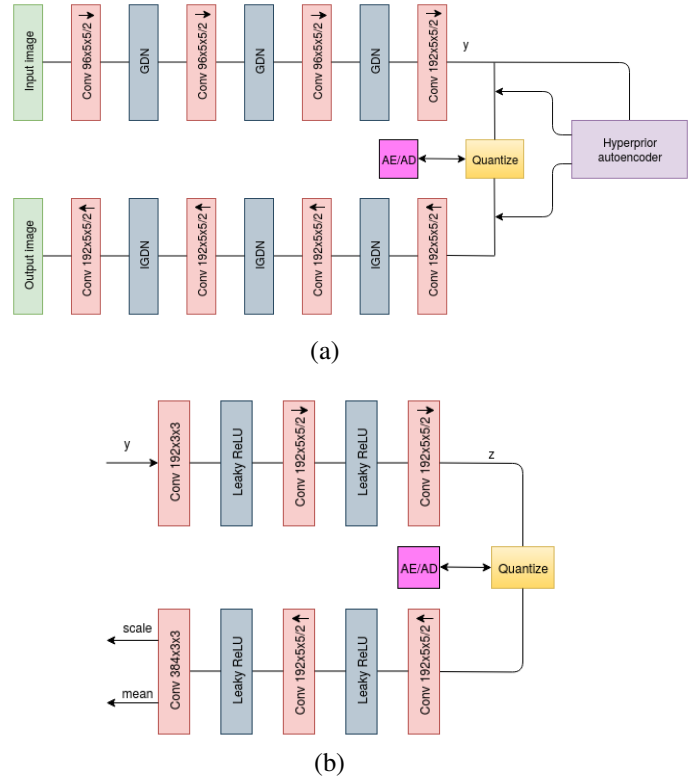 Input image
Conv 96x5x5/2
GDN
Conv 96x5x5/2
GDN
Conv 96x5x5/2
GDN
Conv 192x5x5/2
y
Hyperprior
autoencoder
AE/AD
Quantize
Output image
Conv 192x5x5/2
IGDN
Conv 192x5x5/2
IGDN
Conv 192x5x5/2
IGDN
Conv 192x5x5/2
(a)
y
Conv 192x3x3
Leaky ReLU
Conv 192x5x5/2
Leaky ReLU
Conv 192x5x5/2
z
AE/AD
Quantize
scale
mean
Conv 384x3x3
Leaky ReLU
Conv 192x5x5/2
Leaky ReLU
Conv 192x5x5/2
(b)